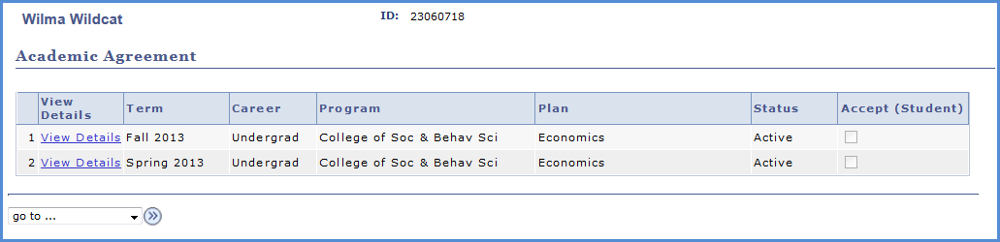 Wilma Wildcat ID: 23060718
Academic Agreement
View Details Term Career Program Plan Status Accept (Student)
1 View Details Fall 2013 Undergrad College of Soc & Behav Sci Economics Active
2 View Details Spring 2013 Undergrad College of Soc & Behav Sci Economics Active
go to ...